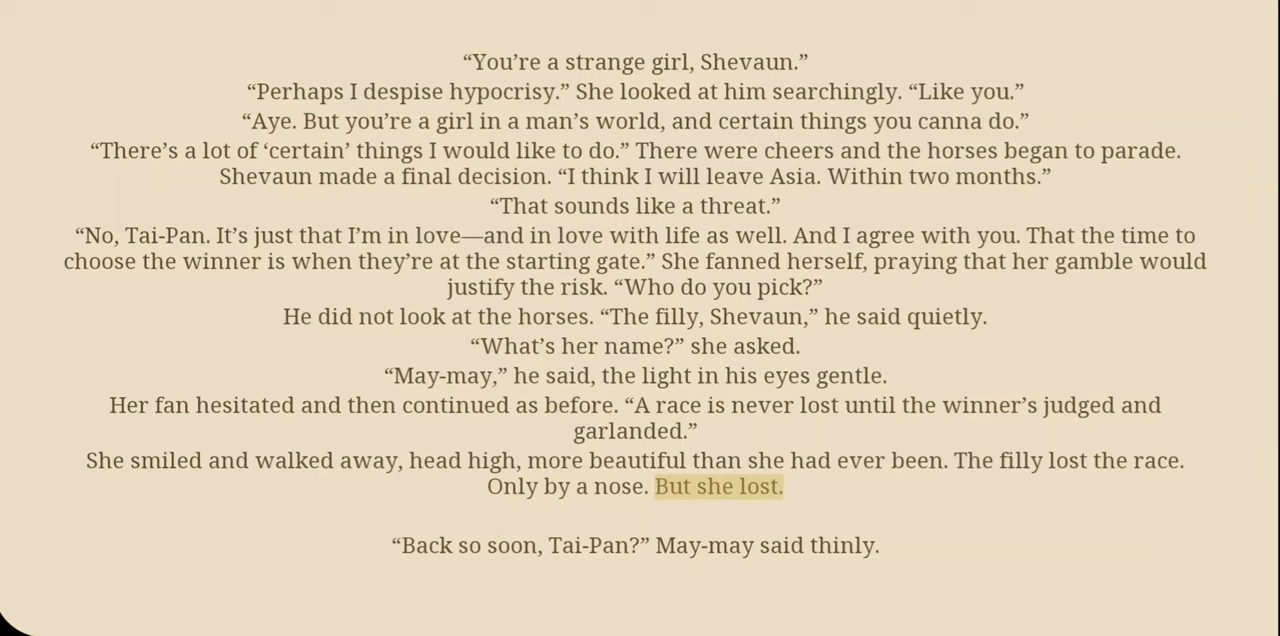 “You’re a strange girl, Shevaun.”
“Perhaps I despise hypocrisy.” She looked at him searchingly. “Like you.”
“Aye. But you’re a girl in a man’s world, and certain things you canna do.”
“There’s a lot of ‘certain’ things I would like to do.” There were cheers and the horses began to parade.
Shevaun made a final decision. “I think I will leave Asia. Within two months.”
“That sounds like a threat.”
“No, Tai-Pan. It’s just that I’m in love—and in love with life as well. And I agree with you. That the time to
choose the winner is when they’re at the starting gate.” She fanned herself, praying that her gamble would
justify the risk. “Who do you pick?”
He did not look at the horses. “The filly, Shevaun,” he said quietly.
“What’s her name?” she asked.
“May-may,” he said, the light in his eyes gentle.
Her fan hesitated and then continued as before. “A race is never lost until the winner’s judged and
garlanded.”
She smiled and walked away, head high, more beautiful than she had ever been. The filly lost the race.
Only by a nose. But she lost.
“Back so soon, Tai-Pan?” May-may said thinly.